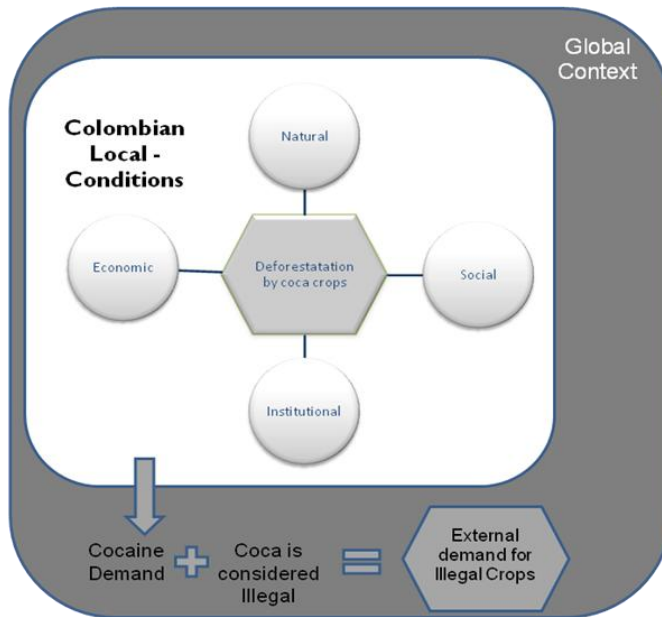 Global
Context
Colombian
Local -
Conditions
Natural
Economic
Deforestatation
by coca crops
Social
Institutional
Cocaine
Demand
Coca is
considered
Illegal
External
demand for
Illegal Crops